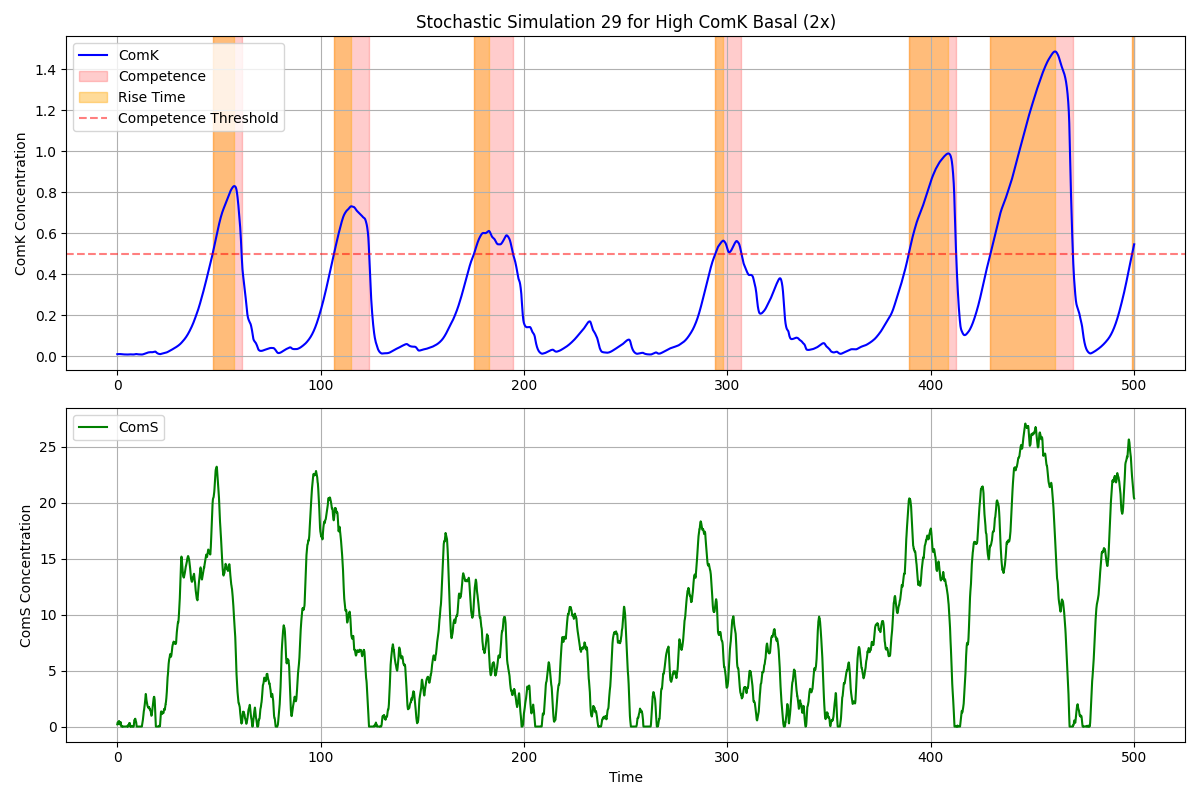 Stochastic Simulation 29 for High ComK Basal (2x)
ComK Concentration
1.4
1.2
1.0
0.8
0.6
0.4
0.2
0.0
ComK
Competence
Rise Time
Competence Threshold
0 100 200 300 400 500
ComS Concentration
25
20
15
10
5
0
ComS
0 100 200 300 400 500
Time